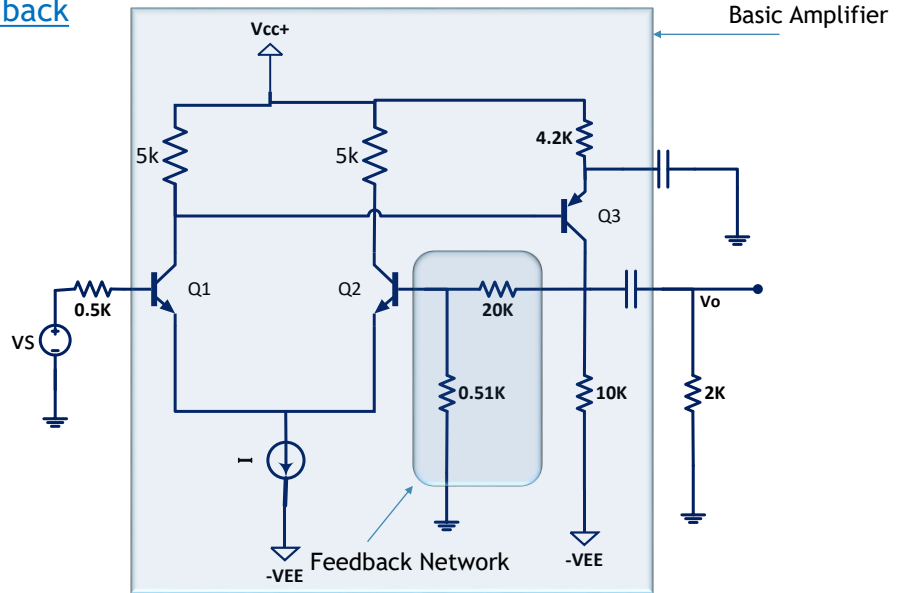 back
Basic Amplifier
Vcc+
4.2K
5k
5k
Q3
Q1
Q2
0.5K
20K
Vo
VS
0.51K
10K
2K
I
-VEE
Feedback Network
-VEE